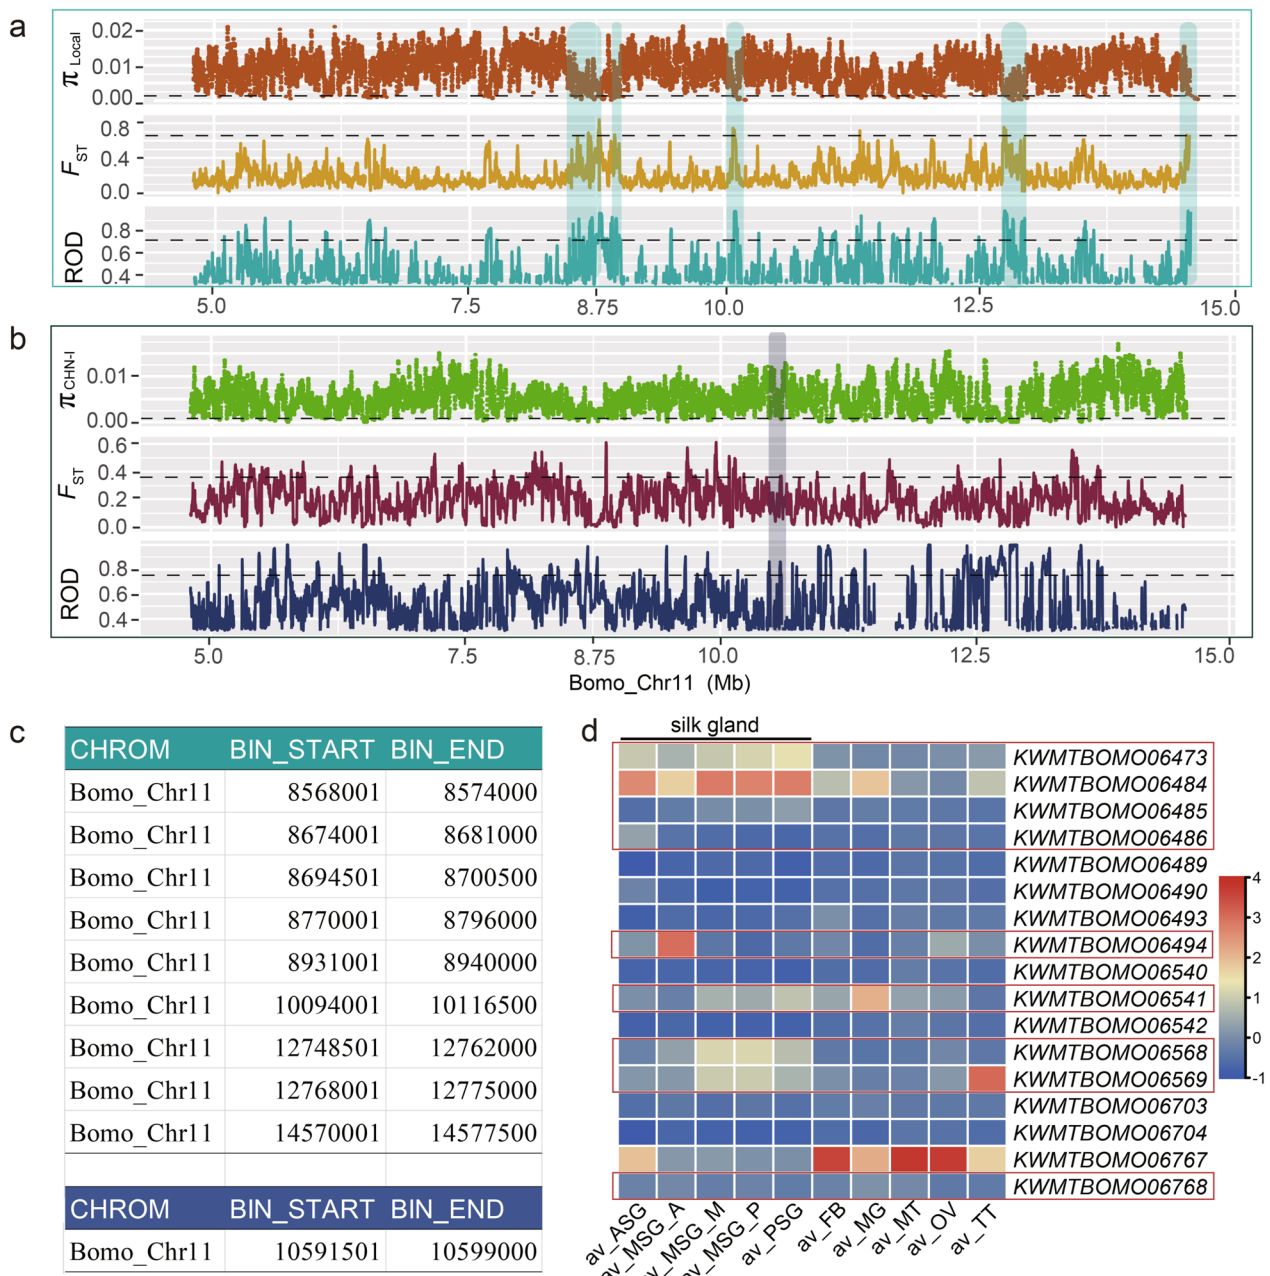 a
π Local
0.02
0.01
0.00
F ST
0.8
0.4
0.0
ROD
0.8
0.6
0.4
5.0 7.5 8.75 10.0 12.5 15.0
b
π CHN-I
0.01
0.00
F ST
0.6
0.4
0.2
0.0
ROD
0.8
0.6
0.4
5.0 7.5 8.75 10.0 12.5 15.0
Bomo_Chr11 (Mb)
c
CHROM BIN_START BIN_END
Bomo_Chr11 8568001 8574000
Bomo_Chr11 8674001 8681000
Bomo_Chr11 8694501 8700500
Bomo_Chr11 8770001 8796000
Bomo_Chr11 8931001 8940000
Bomo_Chr11 10094001 10116500
Bomo_Chr11 12748501 12762000
Bomo_Chr11 12768001 12775000
Bomo_Chr11 14570001 14577500
CHROM BIN_START BIN_END
Bomo_Chr11 10591501 10599000
d
silk gland
KWMTBOMO06473
KWMTBOMO06484
KWMTBOMO06485
KWMTBOMO06486
KWMTBOMO06489
KWMTBOMO06490
KWMTBOMO06493
KWMTBOMO06494
KWMTBOMO06540
KWMTBOMO06541
KWMTBOMO06542
KWMTBOMO06568
KWMTBOMO06569
KWMTBOMO06703
KWMTBOMO06704
KWMTBOMO06767
KWMTBOMO06768
4
3
2
1
0
-1
av_ASG av_MSG_A av_MSG_M av_MSG_P av_PSG av_FB av_MG av_MT av_OV av_TT